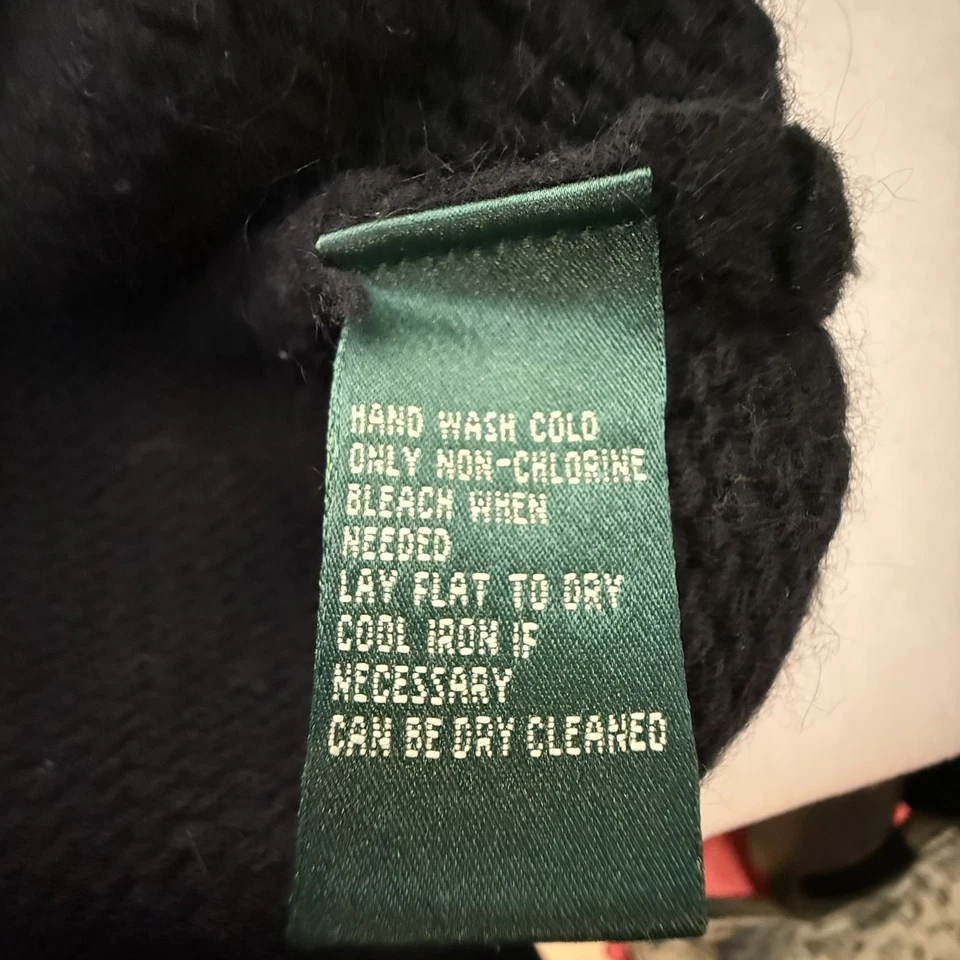 HAND WASH COLD
ONLY NON-CHLORINE
BLEACH WHEN
NEEDED
LAY FLAT TO DRY
COOL IRON IF
NECESSARY
CAN BE DRY CLEANED